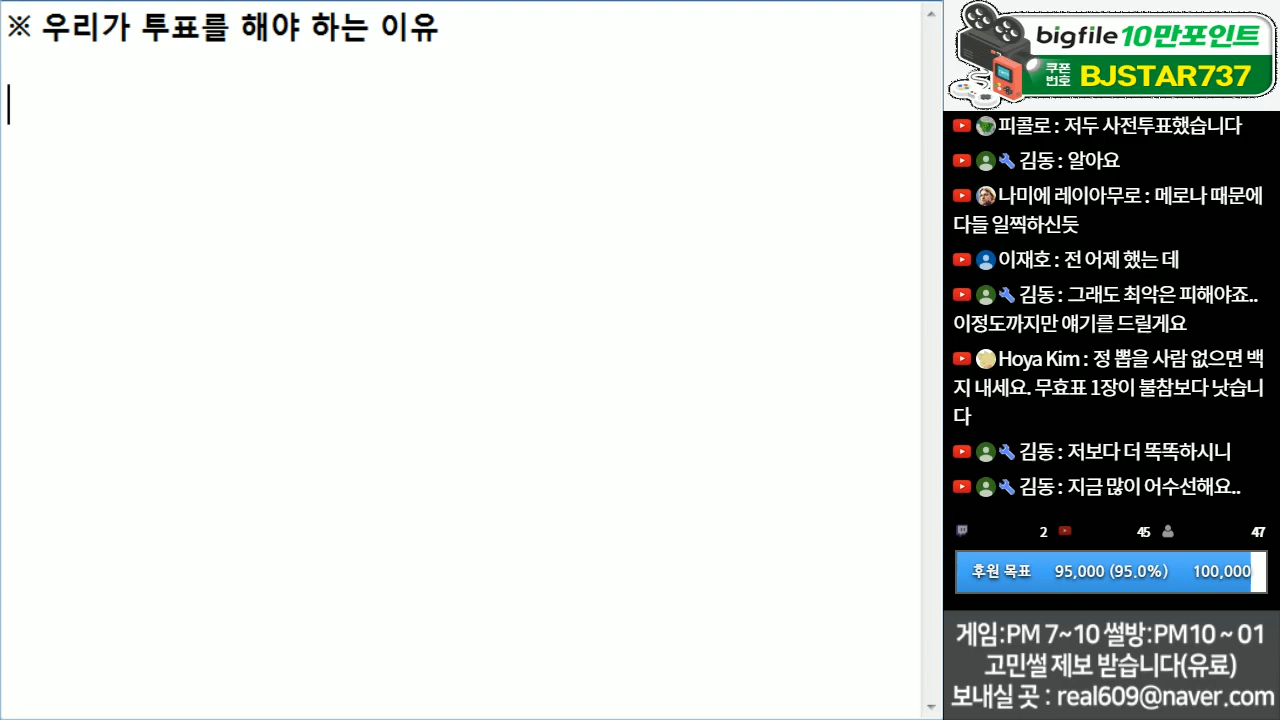 ※ 우리가 투표를 해야 하는 이유
bigfile 10만포인트
쿠폰
번호 BJSTAR737
피콜로 : 저두 사전투표했습니다
김동 : 알아요
나미에 레이아무로 : 메로나 때문에
다들 일찍하신듯
이재호 : 전 어제 했는 데
김동 : 그래도 최악은 피해야죠..
이정도까지만 얘기를 드릴게요
Hoya Kim : 정 뽑을 사람 없으면 백
지 내세요. 무효표 1장이 불참보다 낫습니
다
김동 : 저보다 더 똑똑하시니
김동 : 지금 많이 어수선해요..
2 45 47
후원 목표 95,000 (95.0%) 100,000
게임:PM 7~10 썰방:PM10 ~ 01
고민썰 제보 받습니다(유료)
보내실 곳 : real609@naver.com